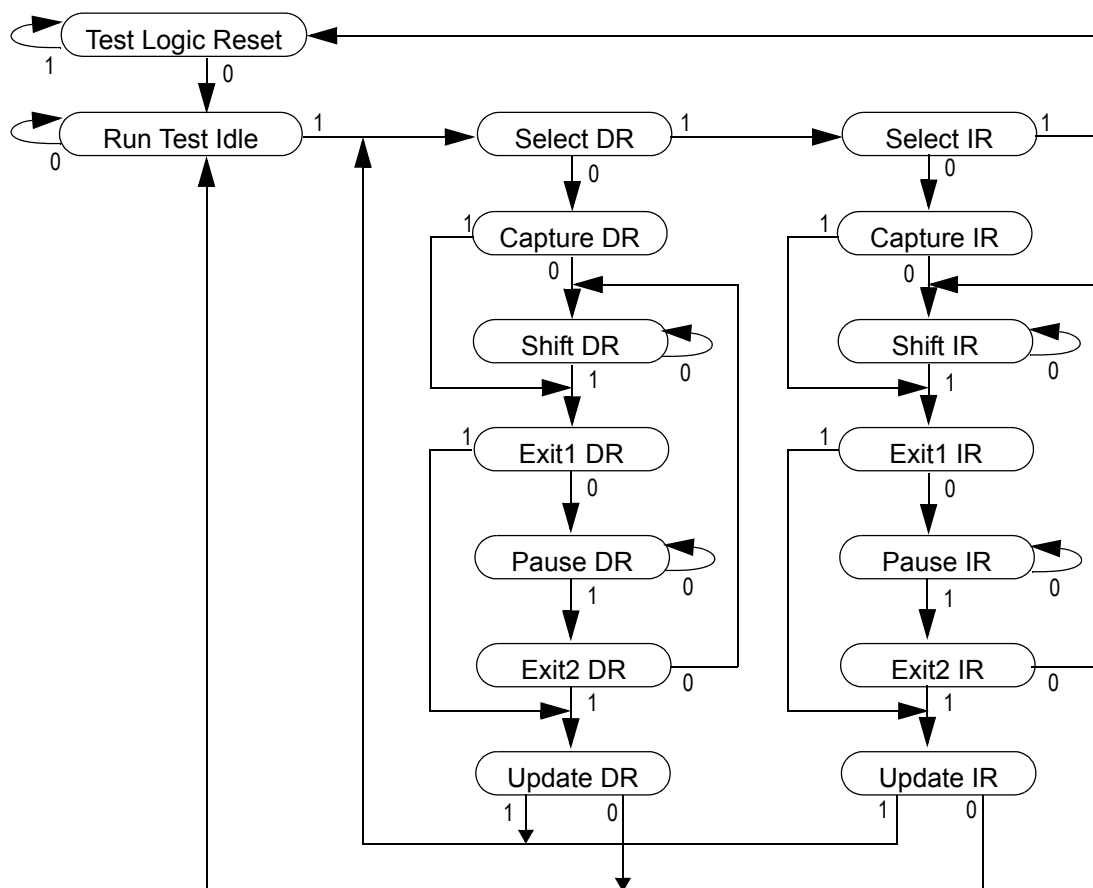 Test Logic Reset
1
0
Run Test Idle
0
1
Select DR
1
0
Select IR
1
0
Capture DR
1
0
Capture IR
1
0
Shift DR
0
1
Shift IR
0
1
Exit1 DR
1
0
Exit1 IR
1
0
Pause DR
0
1
Pause IR
0
1
Exit2 DR
0
1
Exit2 IR
0
1
Update DR
1
0
Update IR
1
0